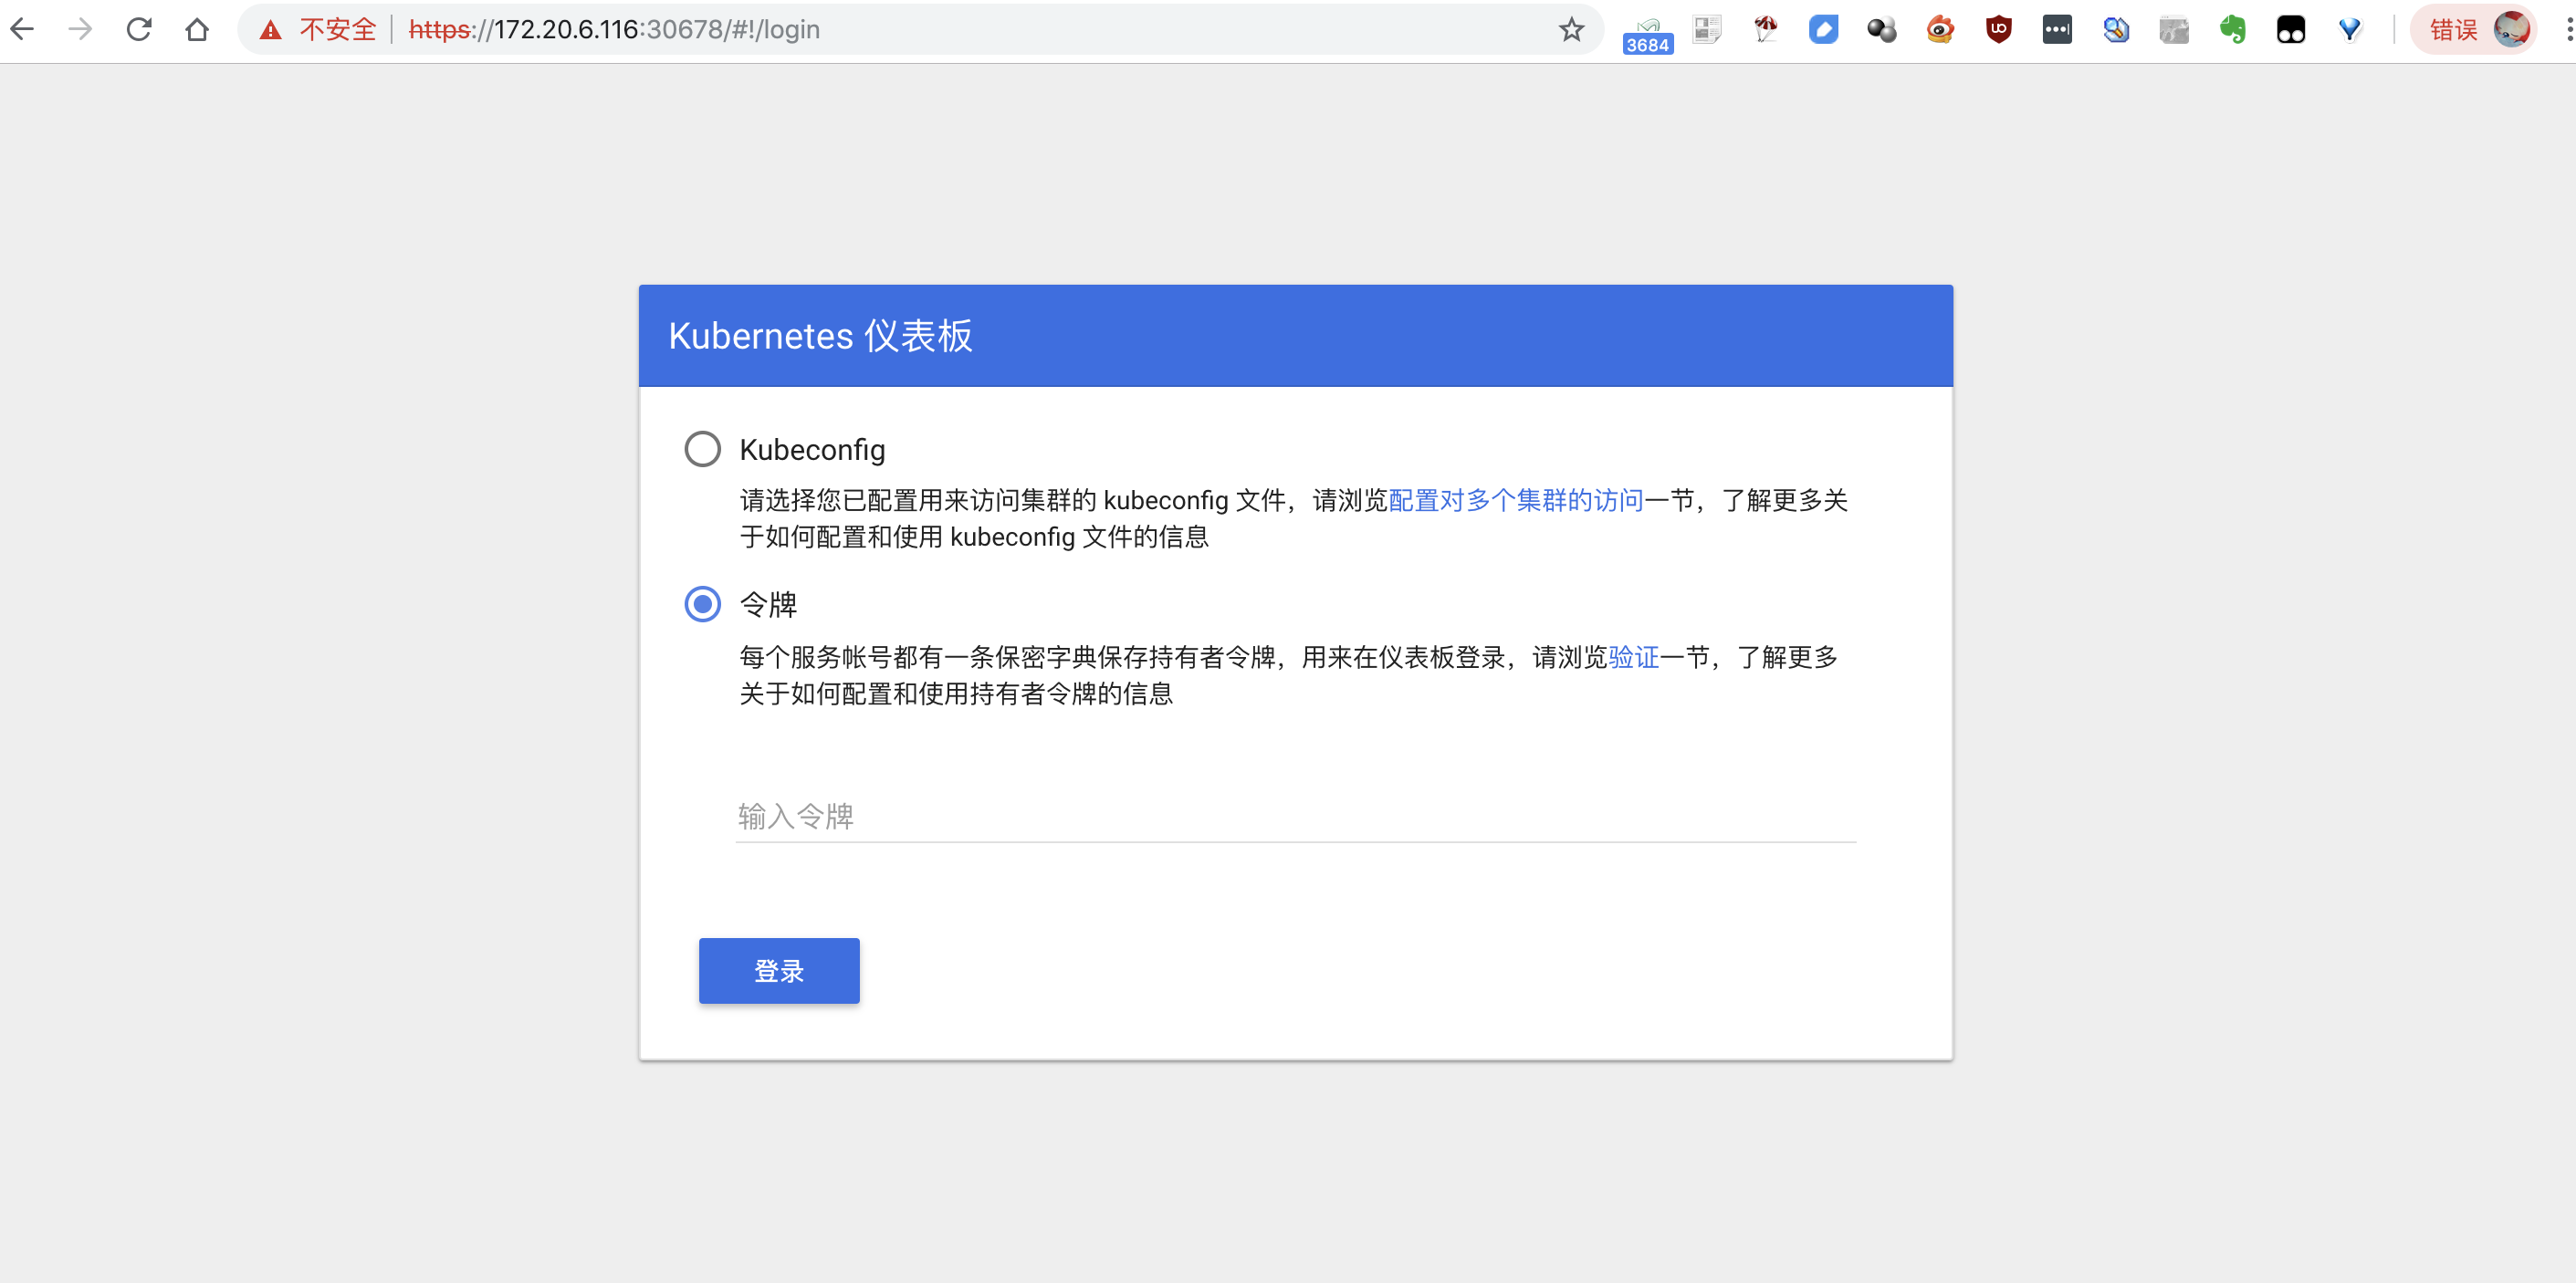 不安全 https://172.20.6.116:30678/#!/login 3684 错误
Kubernetes 仪表板
Kubeconfig
请选择您已配置用来访问集群的 kubeconfig 文件，请浏览配置对多个集群的访问一节，了解更多关
于如何配置和使用 kubeconfig 文件的信息
令牌
每个服务帐号都有一条保密字典保存持有者令牌，用来在仪表板登录，请浏览验证一节，了解更多
关于如何配置和使用持有者令牌的信息
输入令牌
登录